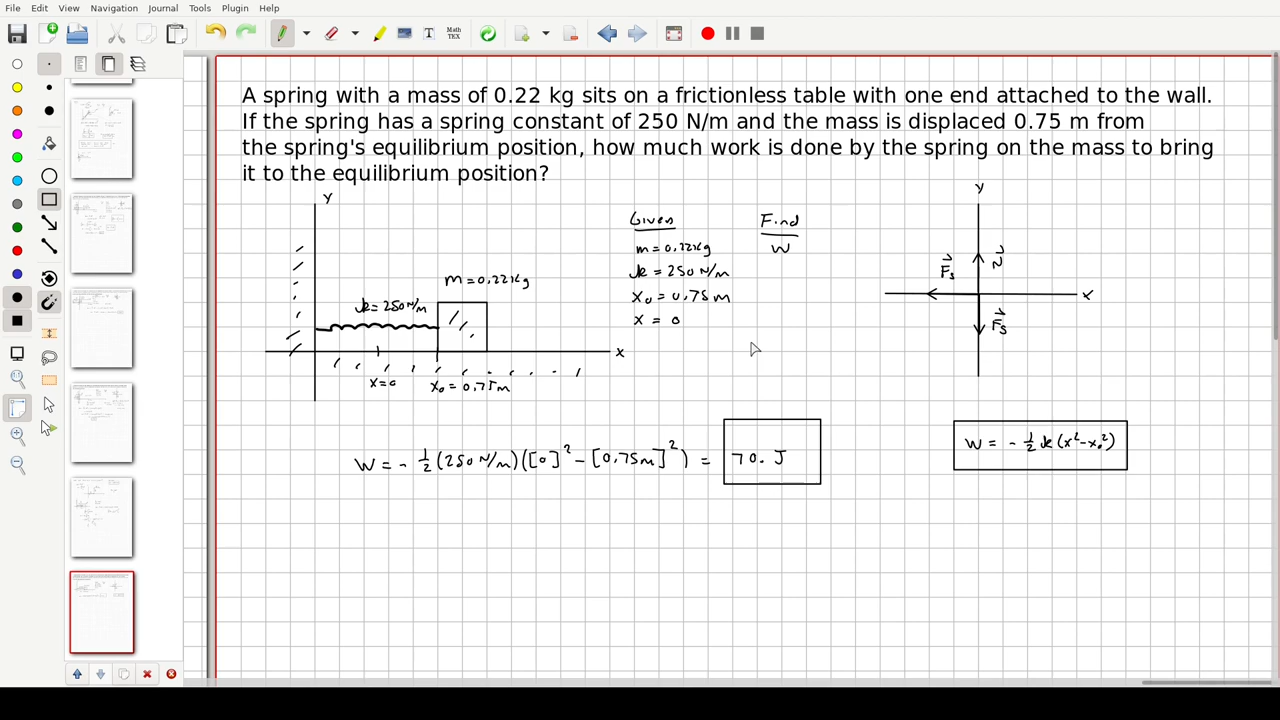 File Edit View Navigation Journal Tools Plugin Help
T
Math
TEX
A spring with a mass of 0.22 kg sits on a frictionless table with one end attached to the wall.
If the spring has a spring constant of 250 N/m and the mass is displaced 0.75 m from
the spring's equilibrium position, how much work is done by the spring on the mass to bring
it to the equilibrium position?
y
m = 0.22 kg
k = 250 N/m
x
x = 0
x₀ = 0.75 m
Given
m = 0.22 kg
k = 250 N/m
x₀ = 0.75 m
x = 0
Find
W
y
F⃗s
N⃗
x
F⃗s
W = - 1/2 (250 N/m)([0]² - [0.75m]²) = 70. J
W = - 1/2 k (x² - x₀²)